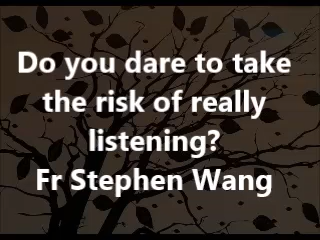 Do you dare to take
the risk of really
listening?
Fr Stephen Wang